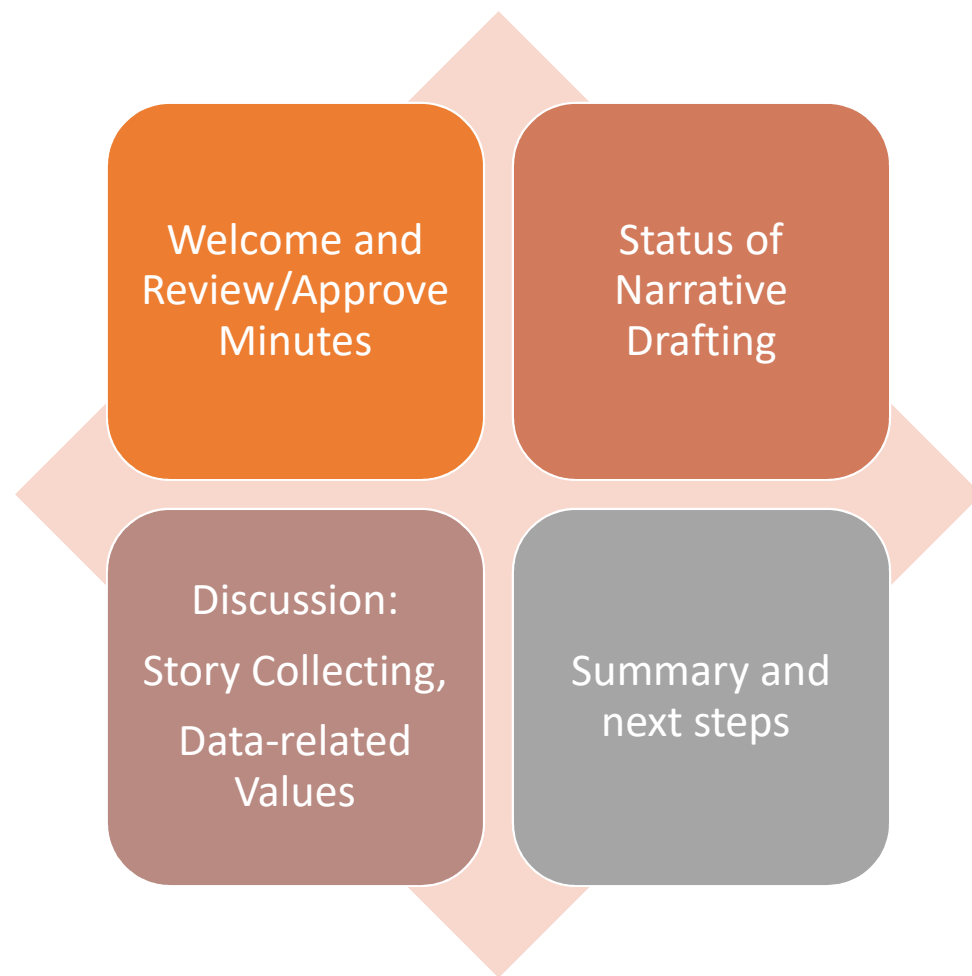 Welcome and
Review/Approve
Minutes
Status of
Narrative
Drafting
Discussion:
Story Collecting,
Data-related
Values
Summary and
next steps